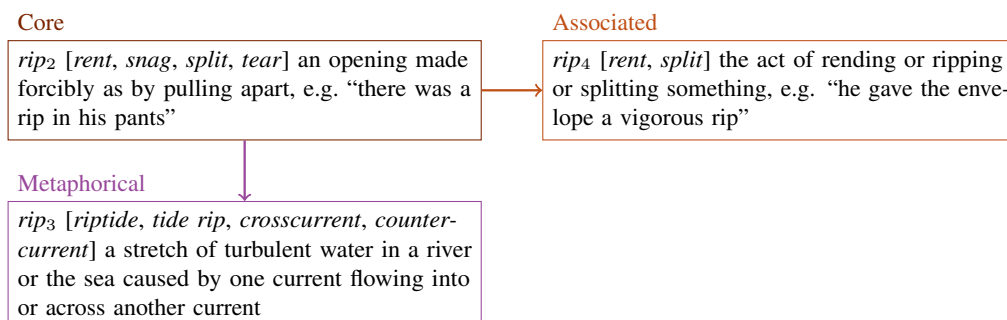 Core
rip2 [rent, snag, split, tear] an opening made
forcibly as by pulling apart, e.g. “there was a
rip in his pants”
Associated
rip4 [rent, split] the act of rending or ripping
or splitting something, e.g. “he gave the enve-
lope a vigorous rip”
Metaphorical
rip3 [riptide, tide rip, crosscurrent, counter-
current] a stretch of turbulent water in a river
or the sea caused by one current flowing into
or across another current